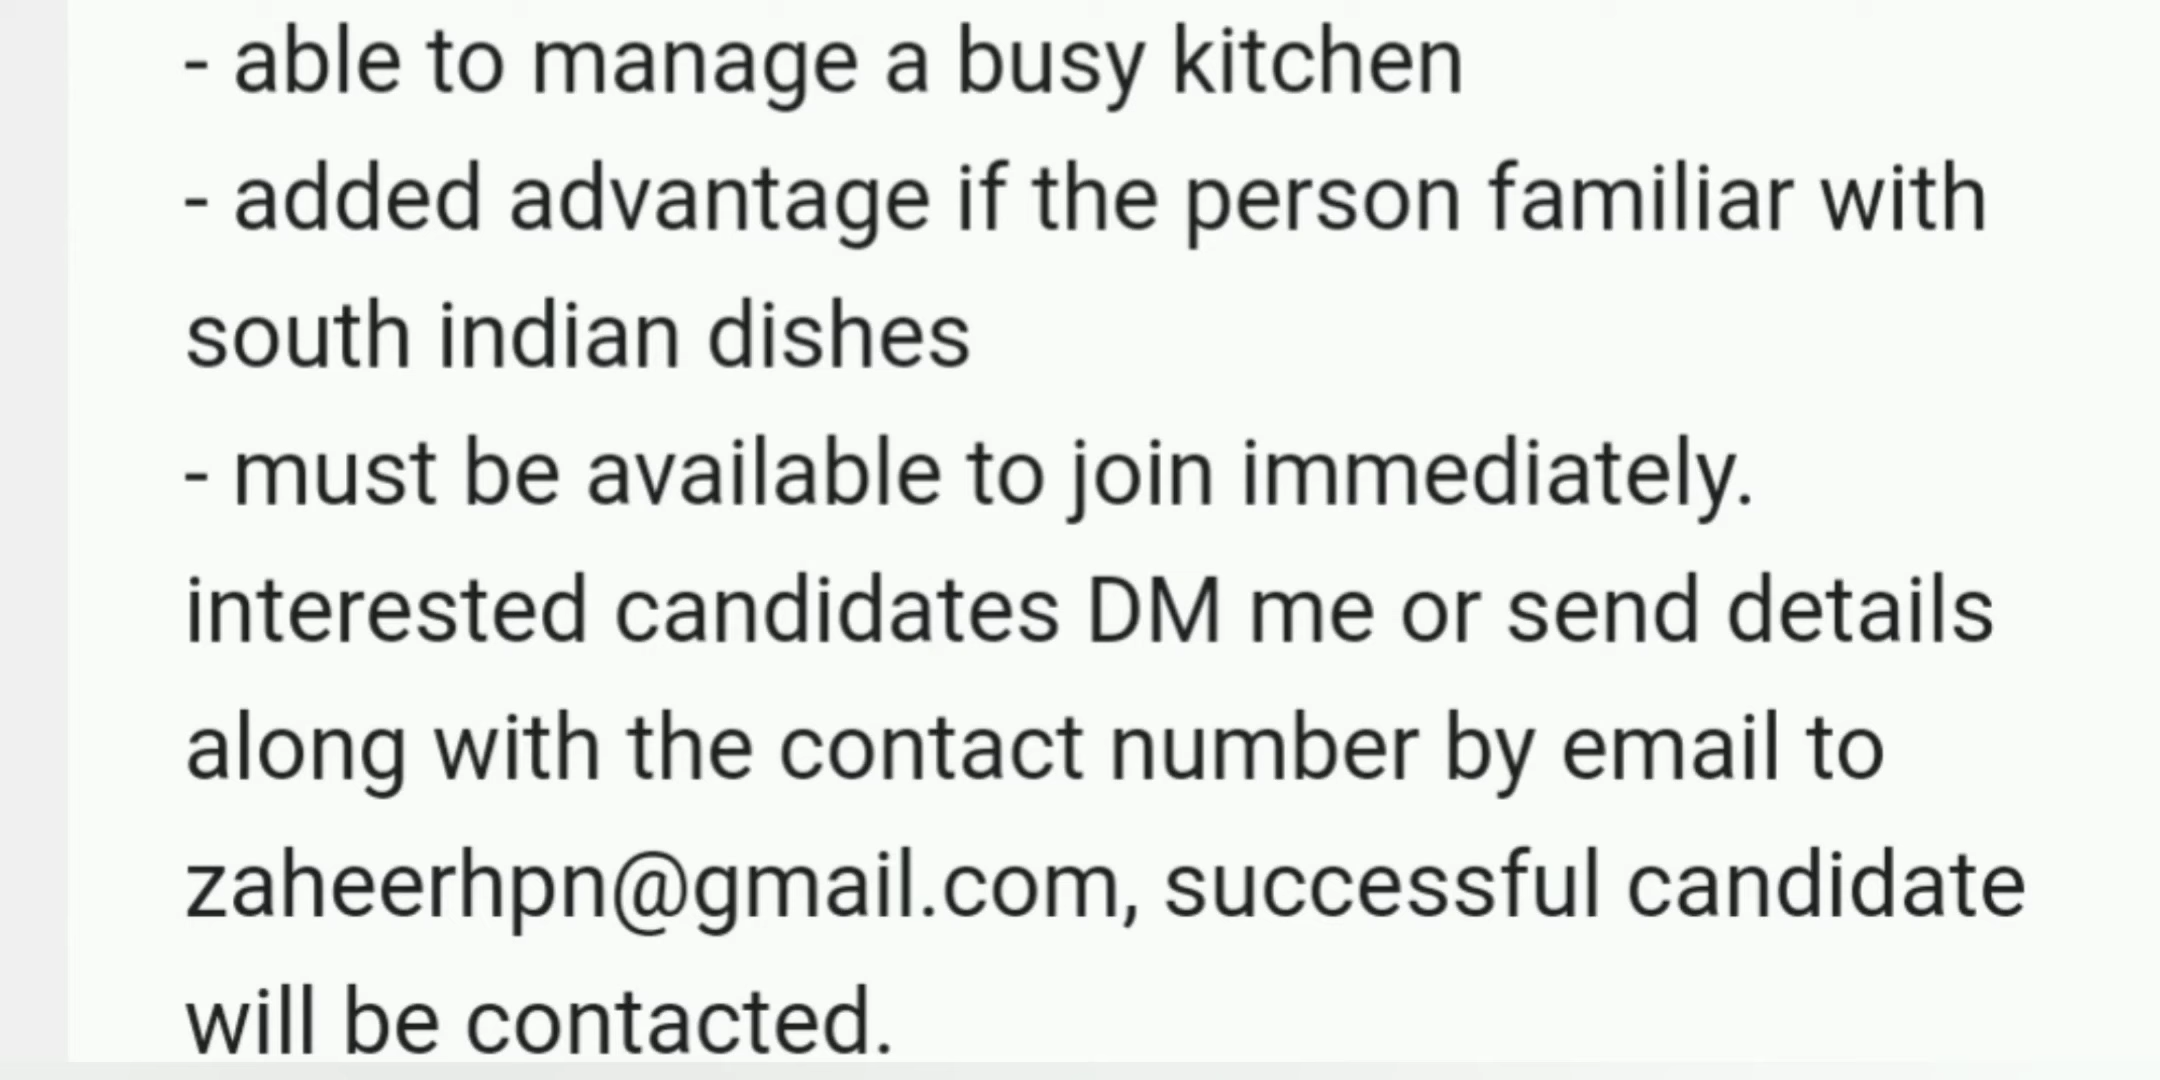 - able to manage a busy kitchen
- added advantage if the person familiar with
south indian dishes
- must be available to join immediately.
interested candidates DM me or send details
along with the contact number by email to
zaheerhpn@gmail.com, successful candidate
will be contacted.